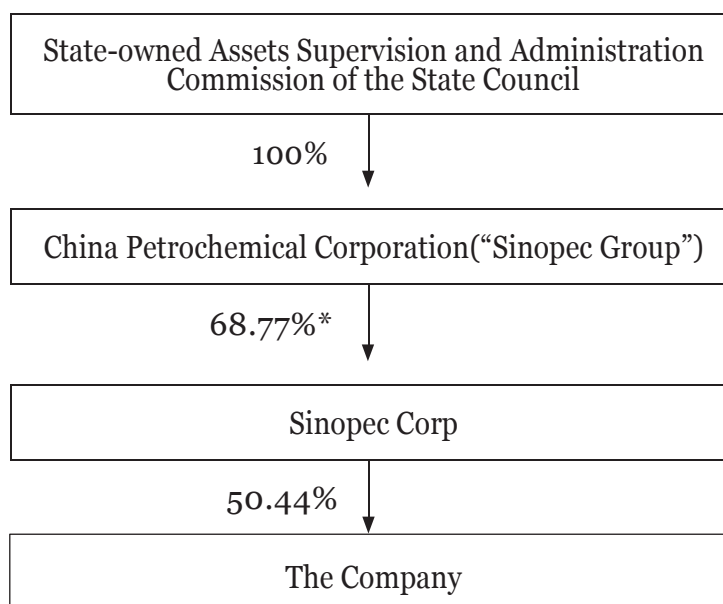 State-owned Assets Supervision and Administration
Commission of the State Council
100%
China Petrochemical Corporation(“Sinopec Group”)
68.77%*
Sinopec Corp
50.44%
The Company